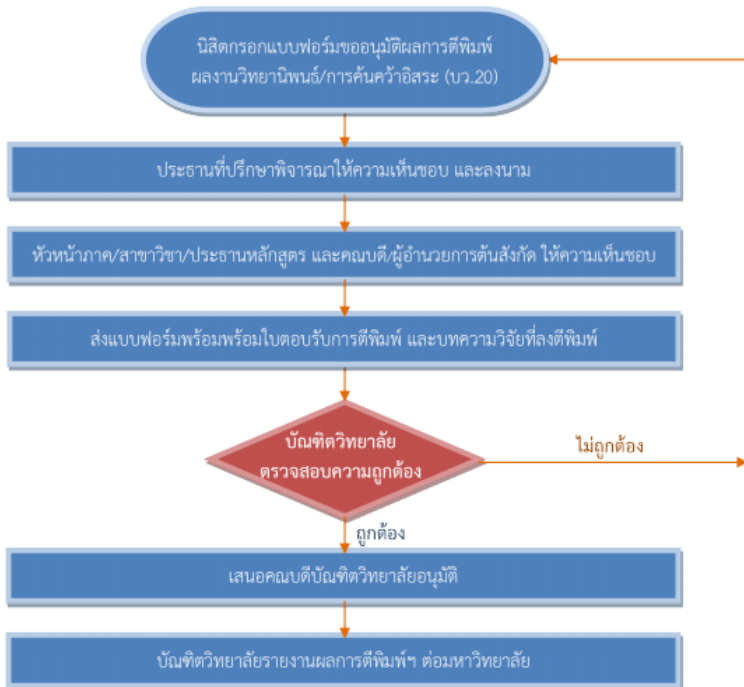 นิสิตกรอกแบบฟอร์มขออนุมัติผลการตีพิมพ์
ผลงานวิทยานิพนธ์/การค้นคว้าอิสระ (บว.20)
ประธานที่ปรึกษาพิจารณาให้ความเห็นชอบ และลงนาม
หัวหน้าภาค/สาขาวิชา/ประธานหลักสูตร และคณบดี/ผู้อำนวยการต้นสังกัด ให้ความเห็นชอบ
ส่งแบบฟอร์มพร้อมพร้อมใบตอบรับการตีพิมพ์ และบทความวิจัยที่ลงตีพิมพ์
บัณฑิตวิทยาลัย
ตรวจสอบความถูกต้อง
ไม่ถูกต้อง
ถูกต้อง
เสนอคณบดีบัณฑิตวิทยาลัยอนุมัติ
บัณฑิตวิทยาลัยรายงานผลการตีพิมพ์ฯ ต่อมหาวิทยาลัย